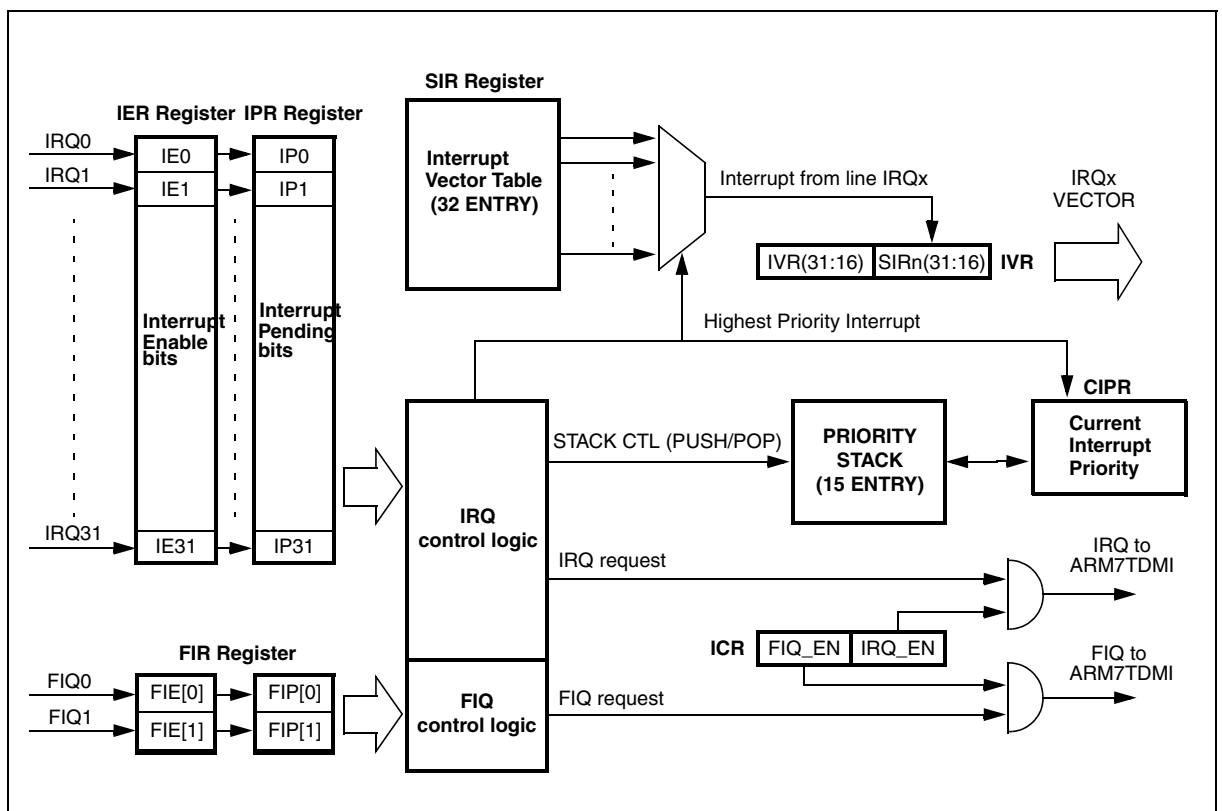 SIR Register
IER Register
IPR Register
IRQ0
IE0
IP0
IRQ1
IE1
IP1
Interrupt
Enable
bits
Interrupt
Pending
bits
IRQ31
IE31
IP31
Interrupt
Vector Table
(32 ENTRY)
Interrupt from line IRQx
IRQx
VECTOR
IVR(31:16)
SIRn(31:16)
IVR
Highest Priority Interrupt
CIPR
STACK CTL (PUSH/POP)
PRIORITY
STACK
(15 ENTRY)
Current
Interrupt
Priority
IRQ
control logic
IRQ request
IRQ to
ARM7TDMI
ICR
FIQ_EN
IRQ_EN
FIR Register
FIQ0
FIE[0]
FIP[0]
FIQ1
FIE[1]
FIP[1]
FIQ
control logic
FIQ request
FIQ to
ARM7TDMI